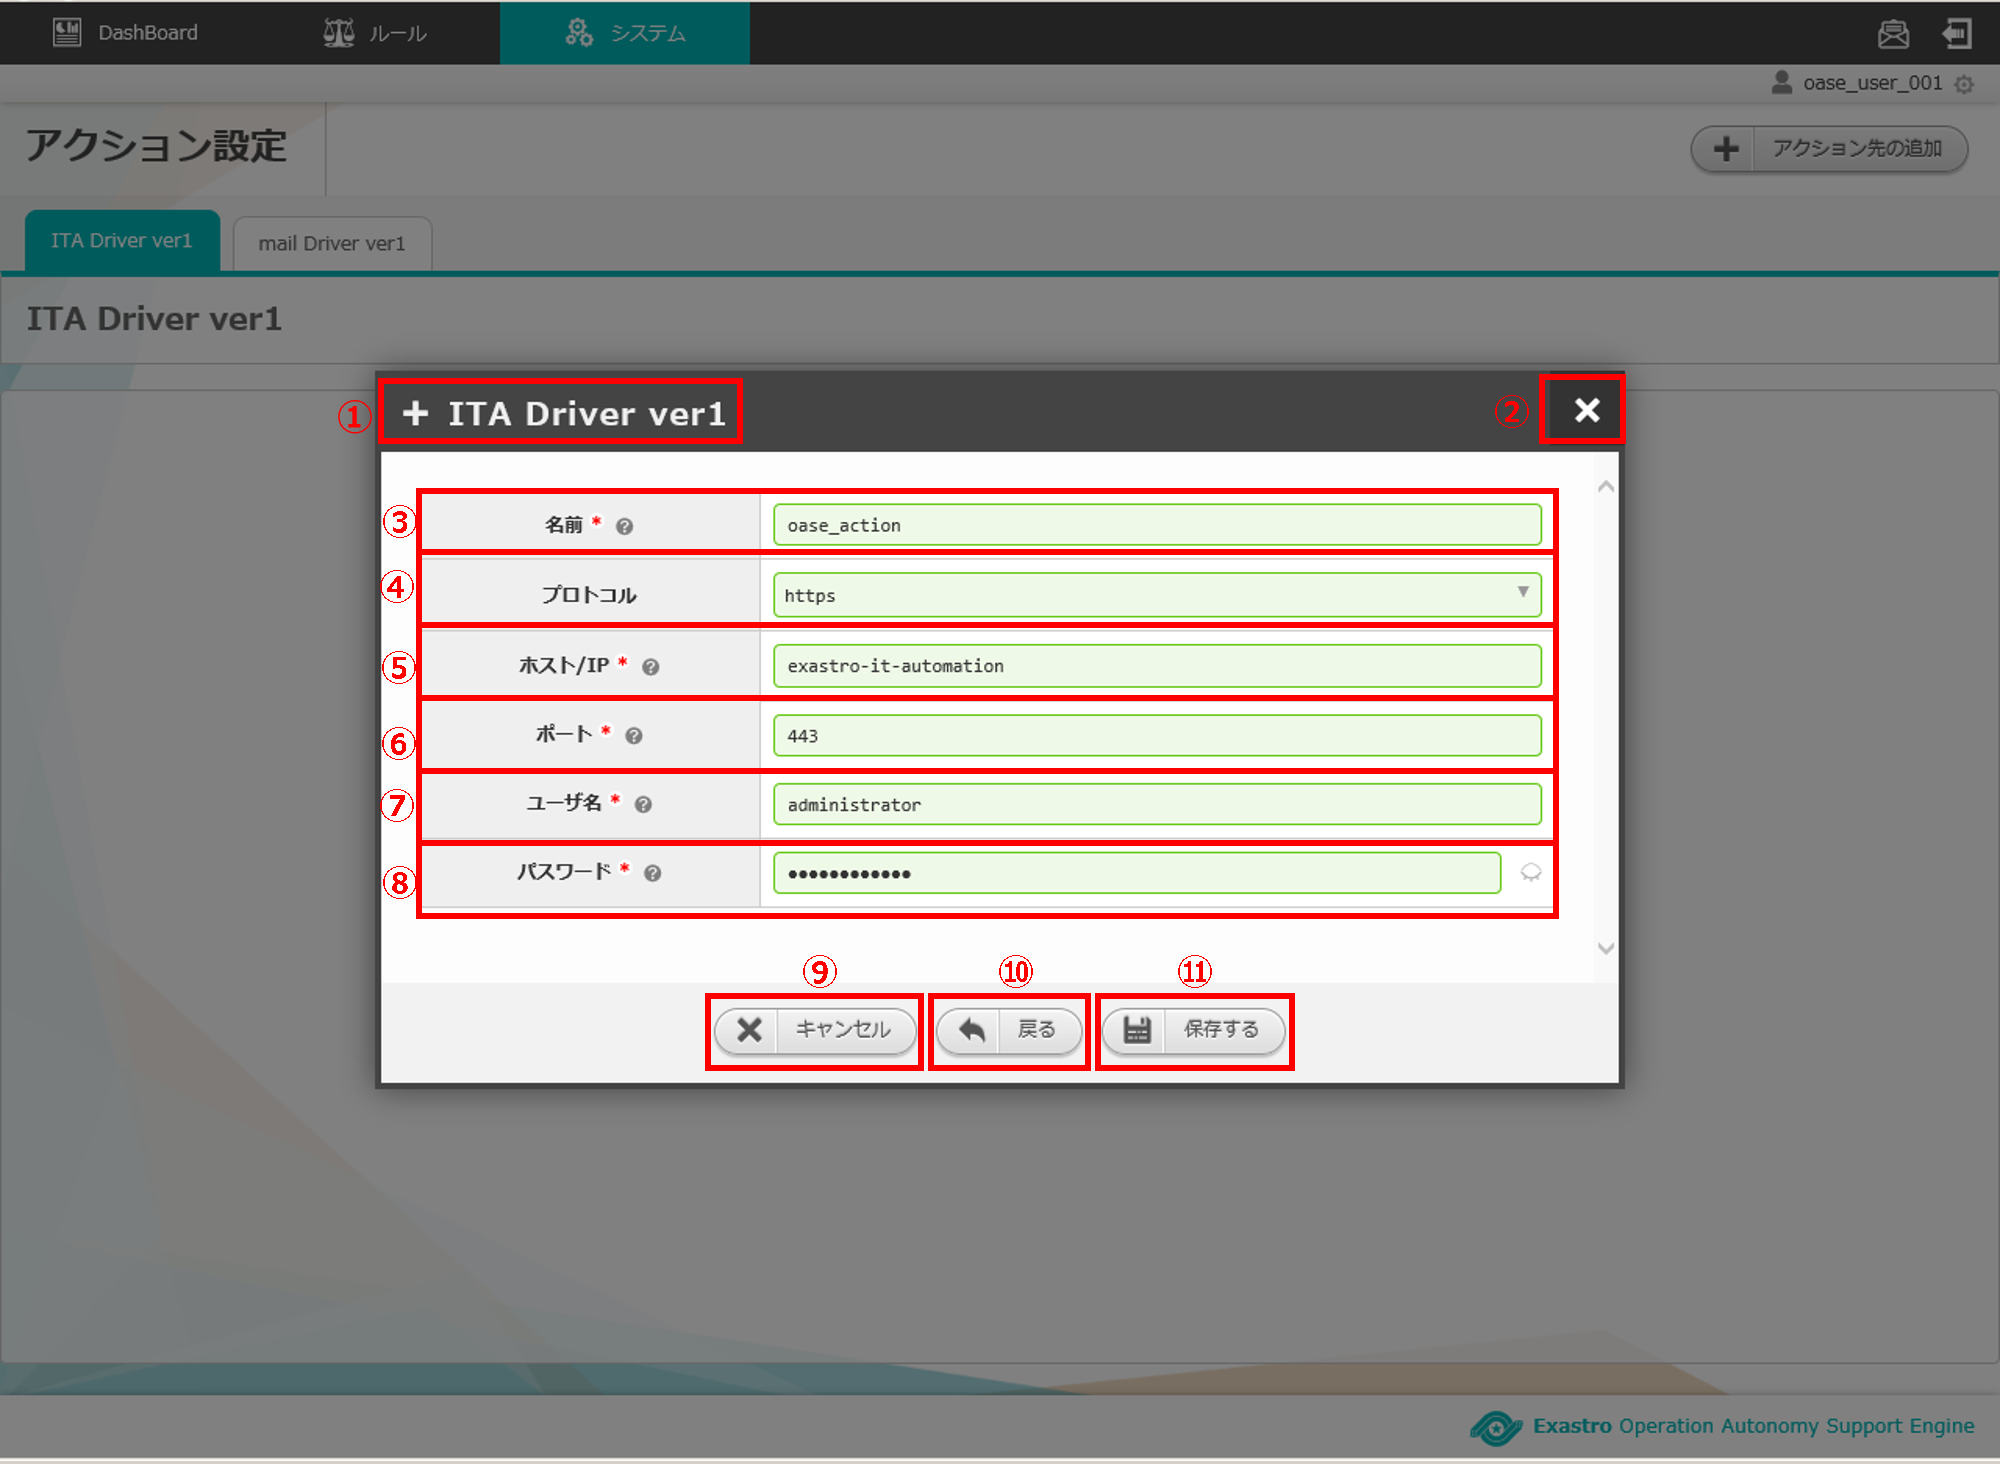 DashBoard ルール システム
oase_user_001
アクション設定
アクション先の追加
ITA Driver ver1 mail Driver ver1
ITA Driver ver1
① ITA Driver ver1 ②
③ 名前 * oase_action
④ プロトコル https
⑤ ホスト/IP * exastro-it-automation
⑥ ポート * 443
⑦ ユーザ名 * administrator
⑧ パスワード * ●●●●●●●●●●●●
⑨ ⑩ ⑪
キャンセル 戻る 保存する
Exastro Operation Autonomy Support Engine